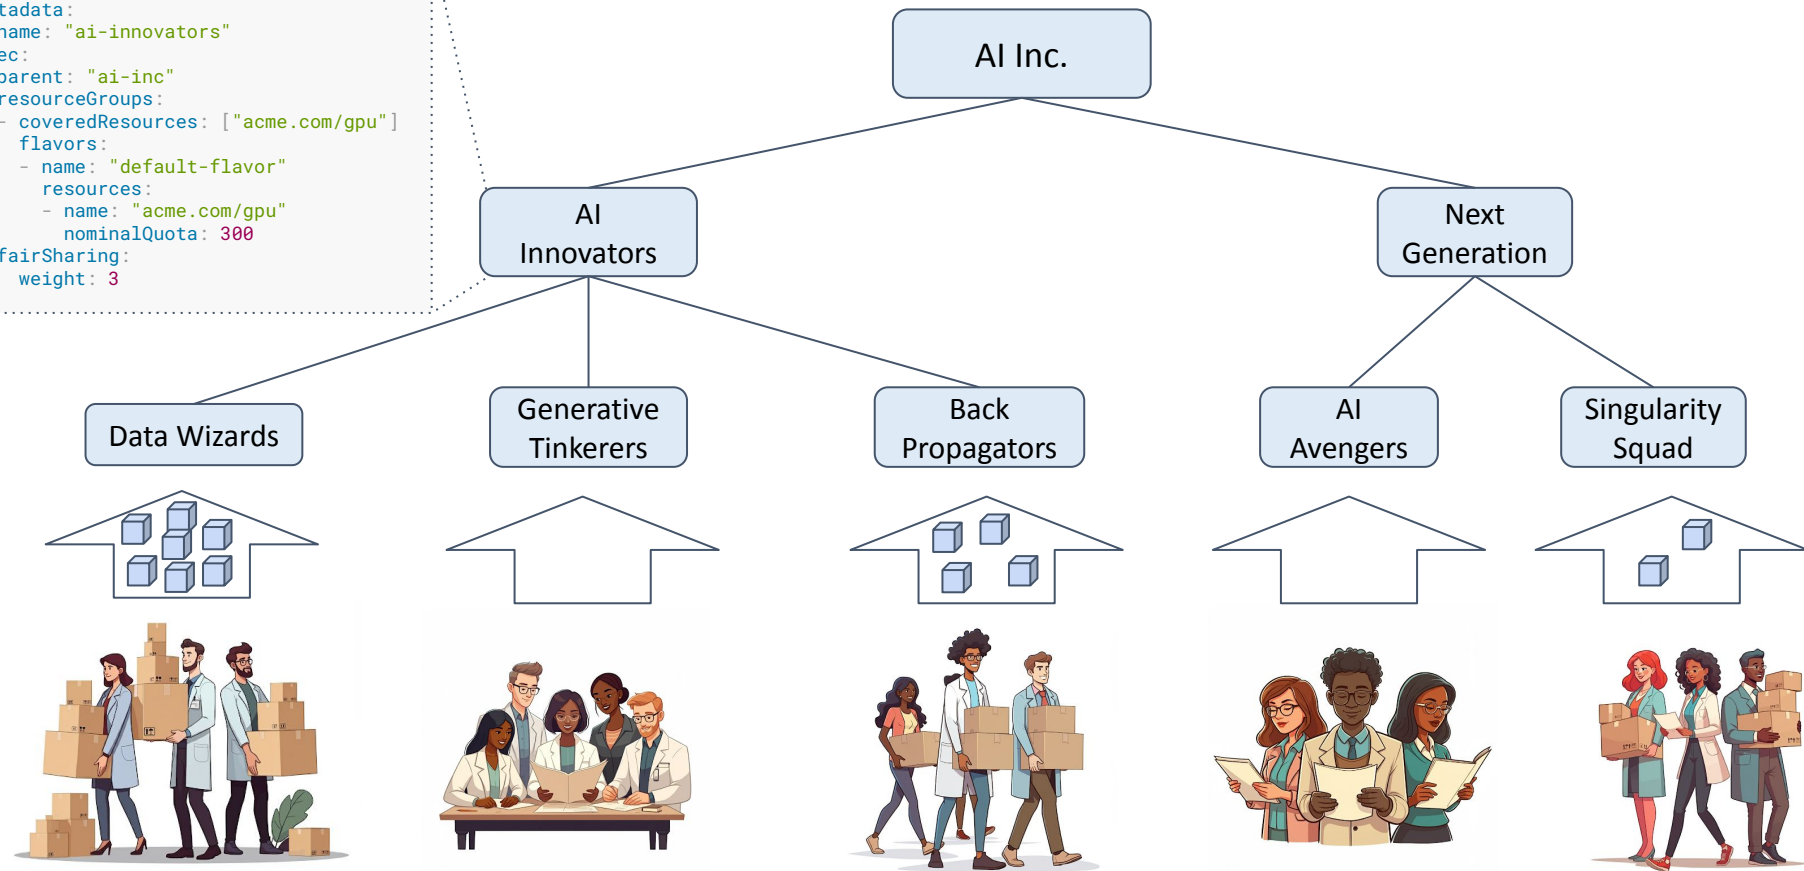 tadata:
name: "ai-innovators"
ec:
parent: "ai-inc"
resourceGroups:
- coveredResources: ["acme.com/gpu"]
flavors:
- name: "default-flavor"
resources:
- name: "acme.com/gpu"
nominalQuota: 300
fairSharing:
weight: 3
AI Inc.
AI
Innovators
Next
Generation
Data Wizards
Generative
Tinkerers
Back
Propagators
AI
Avengers
Singularity
Squad